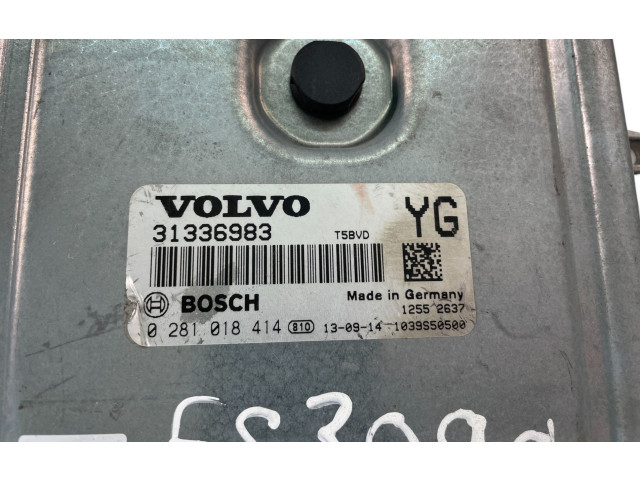 VOLVO YG
31336983 T5BVD
BOSCH Made in Germany
1255 2637
0 281 018 414 810 13-09-14 1039S50500